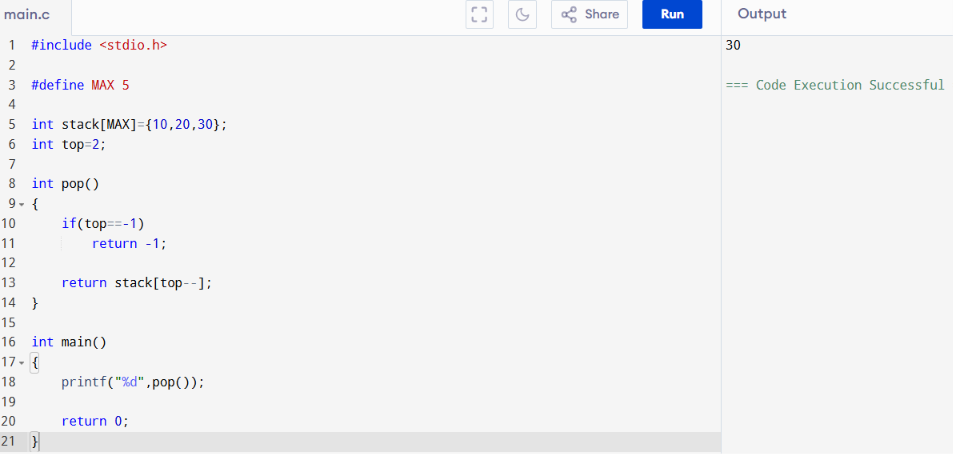 main.c
Share
Run
Output
1 #include <stdio.h>
2
3 #define MAX 5
4
5 int stack[MAX]={10,20,30};
6 int top=2;
7
8 int pop()
9 {
10     if(top==-1)
11         return -1;
12
13     return stack[top--];
14 }
15
16 int main()
17 {
18     printf("%d",pop());
19
20     return 0;
21 }
30
=== Code Execution Successful